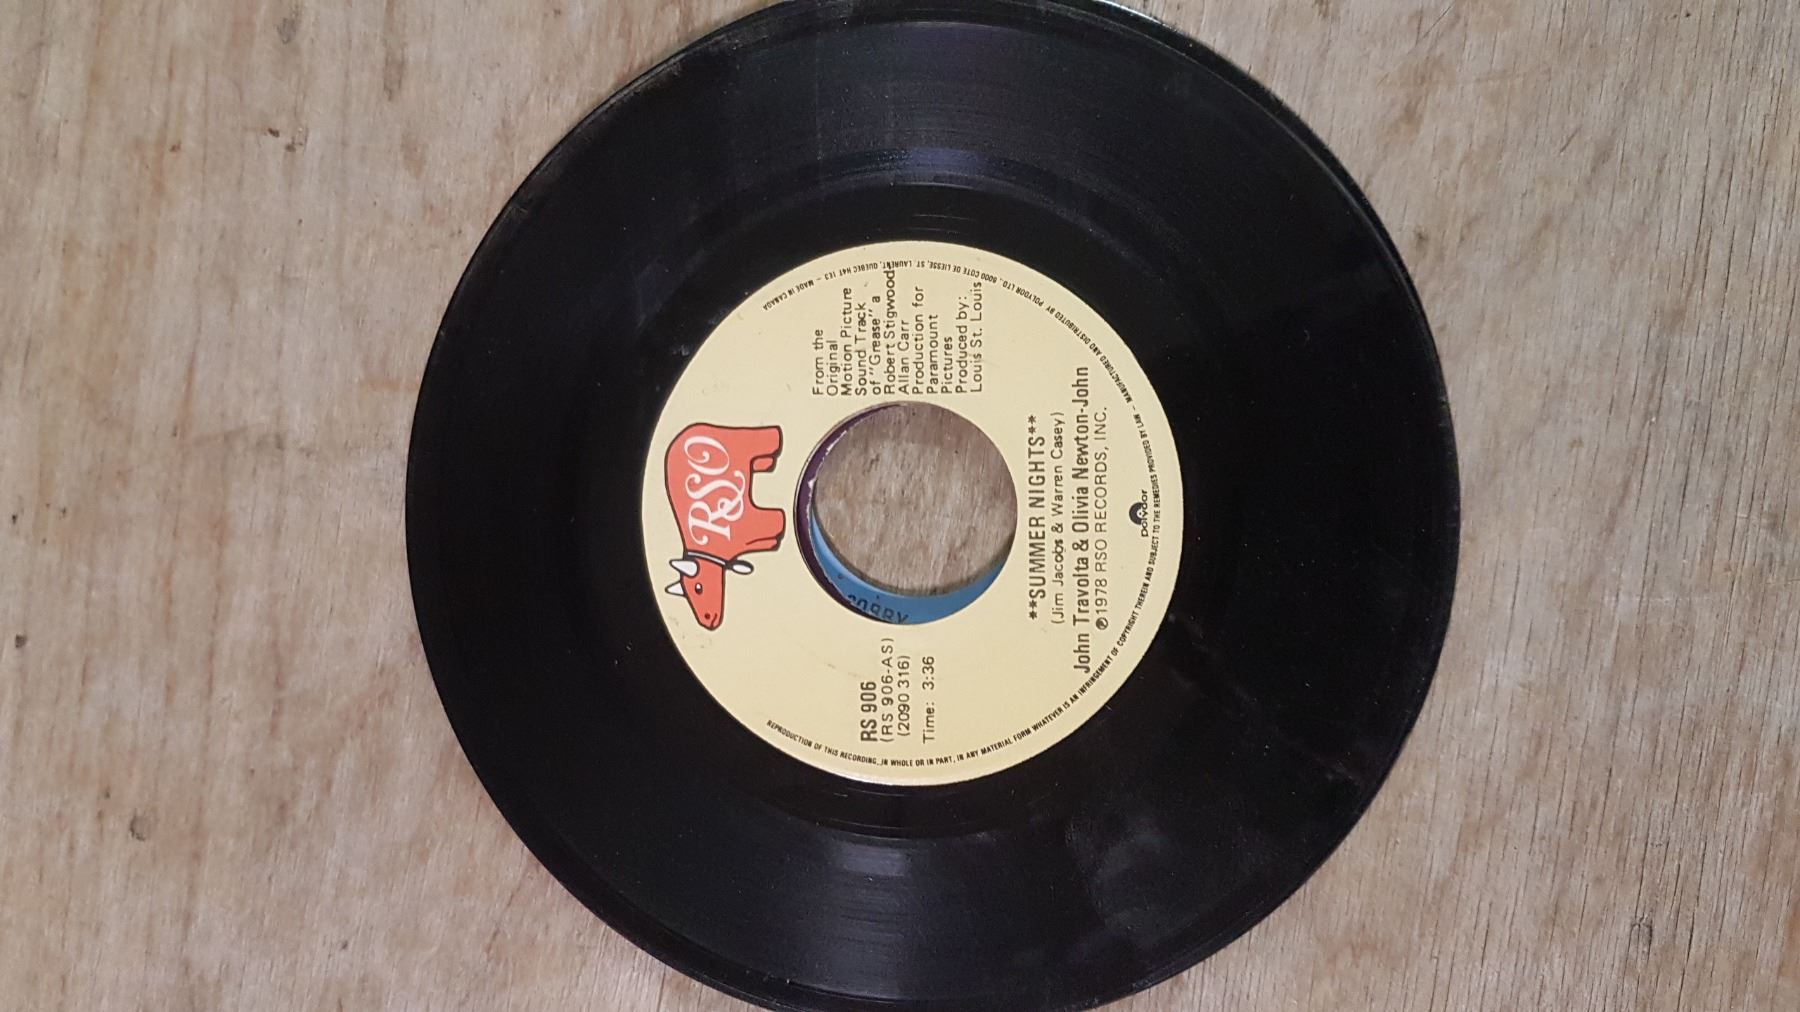 RSO
RS 906
(RS 906-AS)
(2090 316)
Time: 3:36
From the
Original
Motion Picture
Sound Track
of "Grease" a
Robert Stigwood
Allan Carr
Production for
Paramount
Pictures
Produced by:
Louis St. Louis
**SUMMER NIGHTS**
(Jim Jacobs & Warren Casey)
John Travolta & Olivia Newton-John
℗1978 RSO RECORDS, INC.
polydor
REPRODUCTION OF THIS RECORDING, IN WHOLE OR IN PART, IN ANY MATERIAL FORM WHATEVER IS AN INFRINGEMENT OF COPYRIGHT THEREIN AND SUBJECT TO THE REMEDIES PROVIDED BY LAW - MANUFACTURED AND DISTRIBUTED BY POLYDOR LTD., 6000 COTE DE LIESSE, ST. LAURENT, QUEBEC H4T 1E3 - MADE IN CANADA